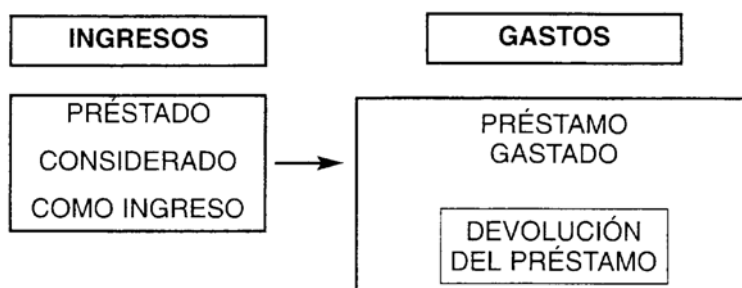 INGRESOS
GASTOS
PRÉSTADO
CONSIDERADO
COMO INGRESO
PRÉSTAMO
GASTADO
DEVOLUCIÓN
DEL PRÉSTAMO